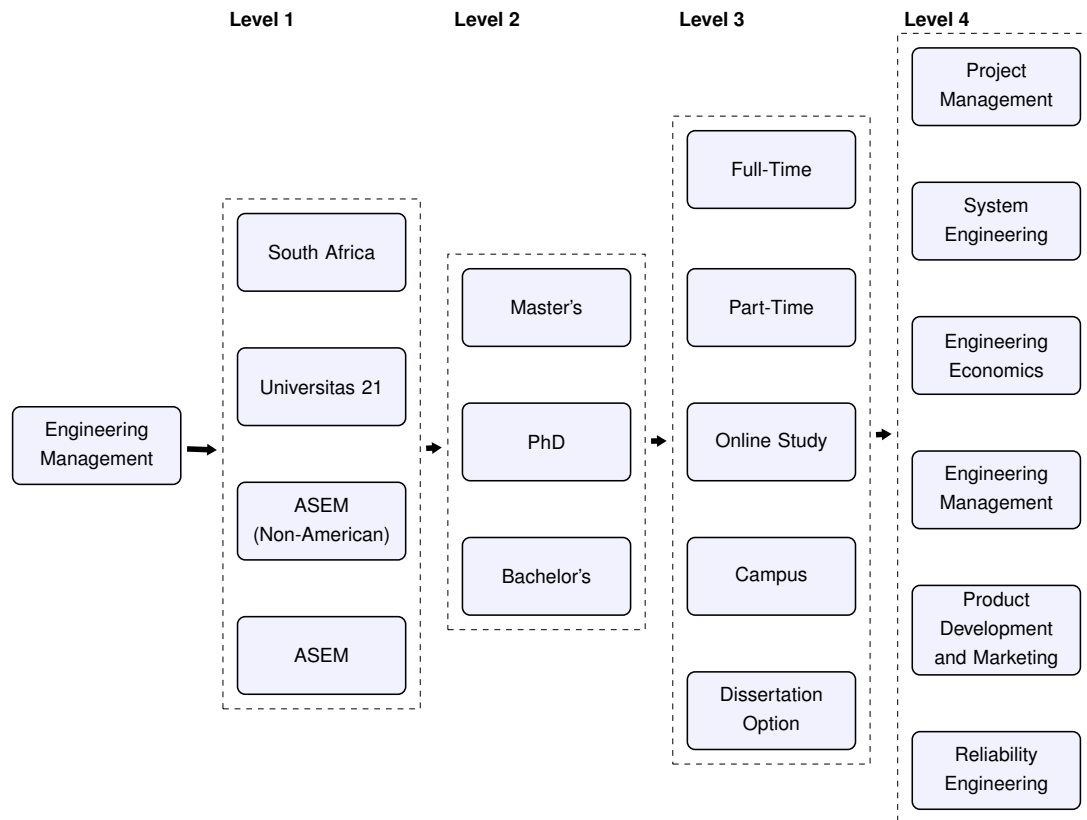 Level 1
Level 2
Level 3
Level 4
Engineering
Management
South Africa
Universitas 21
ASEM
(Non-American)
ASEM
Master's
PhD
Bachelor's
Full-Time
Part-Time
Online Study
Campus
Dissertation
Option
Project
Management
System
Engineering
Engineering
Economics
Engineering
Management
Product
Development
and Marketing
Reliability
Engineering